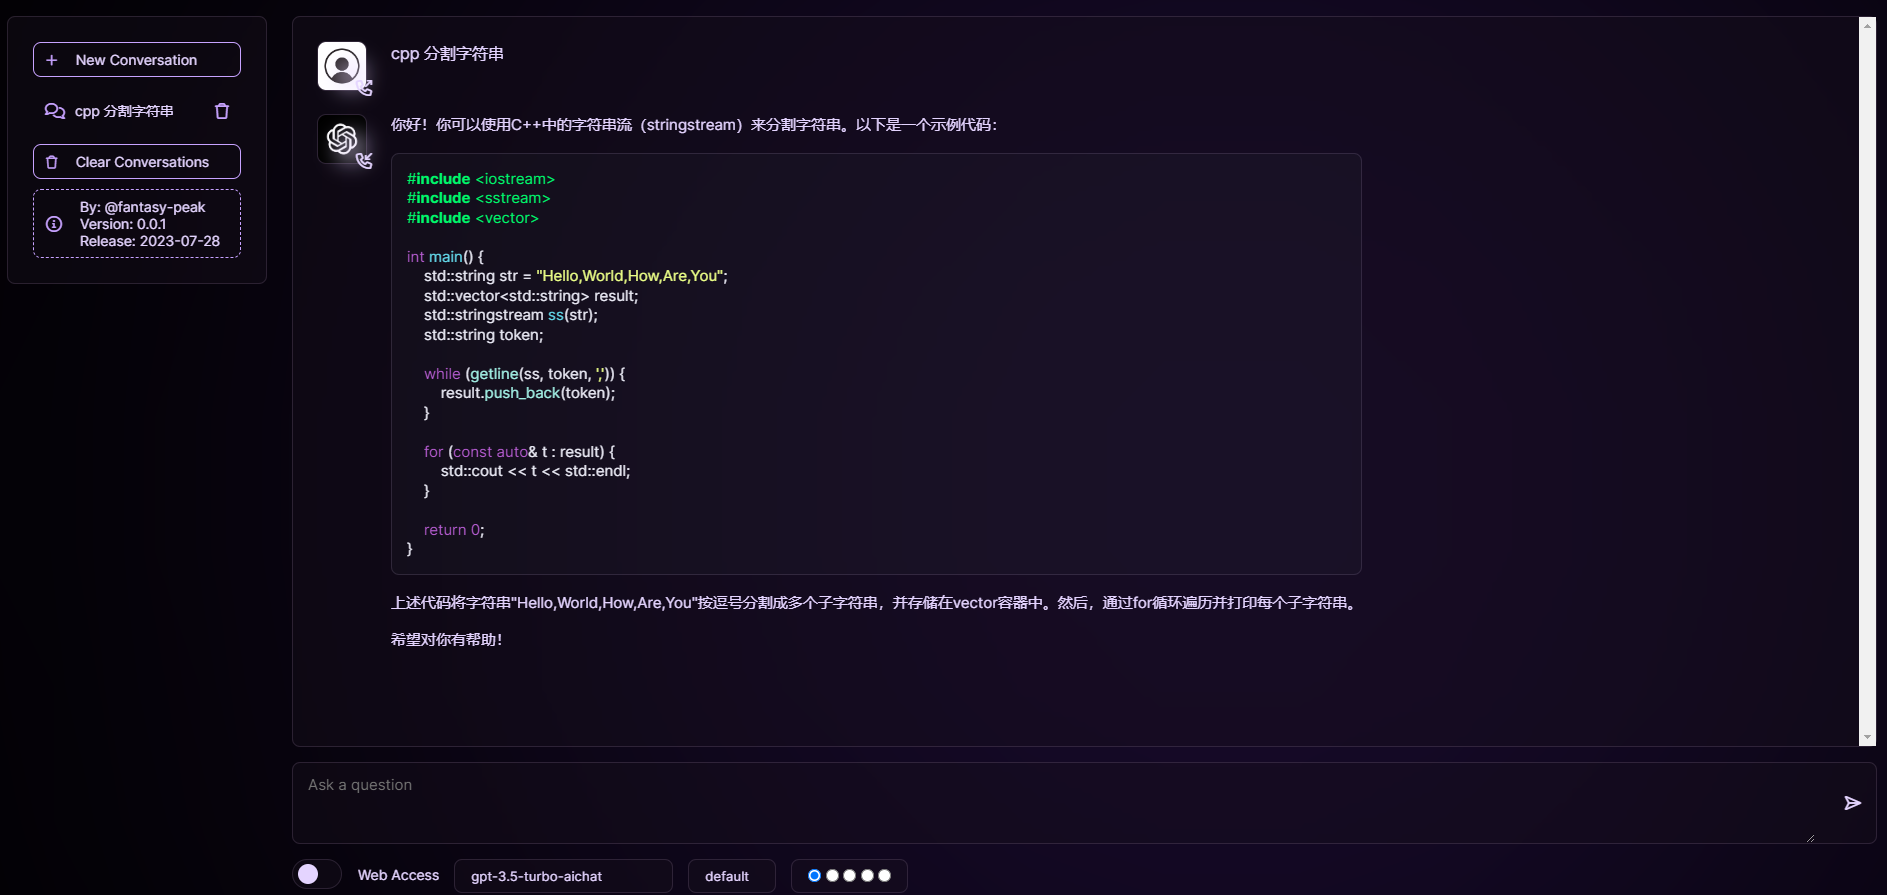 New Conversation
cpp 分割字符串
Clear Conversations
By: @fantasy-peak
Version: 0.0.1
Release: 2023-07-28
cpp 分割字符串
你好！你可以使用C++中的字符串流（stringstream）来分割字符串。以下是一个示例代码：
#include <iostream>
#include <sstream>
#include <vector>
int main() {
std::string str = "Hello,World,How,Are,You";
std::vector<std::string> result;
std::stringstream ss(str);
std::string token;
while (getline(ss, token, ',')) {
result.push_back(token);
}
for (const auto& t : result) {
std::cout << t << std::endl;
}
return 0;
}
上述代码将字符串"Hello,World,How,Are,You"按逗号分割成多个子字符串，并存储在vector容器中。然后，通过for循环遍历并打印每个子字符串。
希望对你有帮助！
Ask a question
Web Access
gpt-3.5-turbo-aichat
default